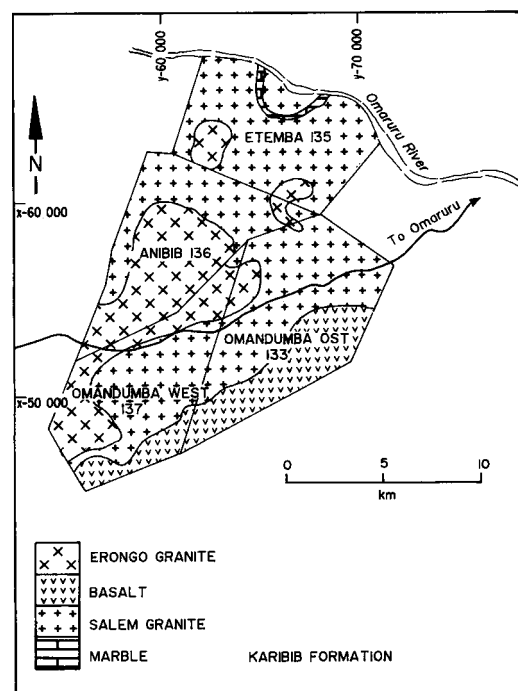 y-60 000
y-70 000
Omaruru River
ETEMBA 135
N
x-60 000
To Omaruru
ANIBIB 136
OMANDUMBA OST
133
OMANDUMBA WEST
137
x-50 000
0 5 10
km
ERONGO GRANITE
BASALT
SALEM GRANITE
MARBLE KARIBIB FORMATION